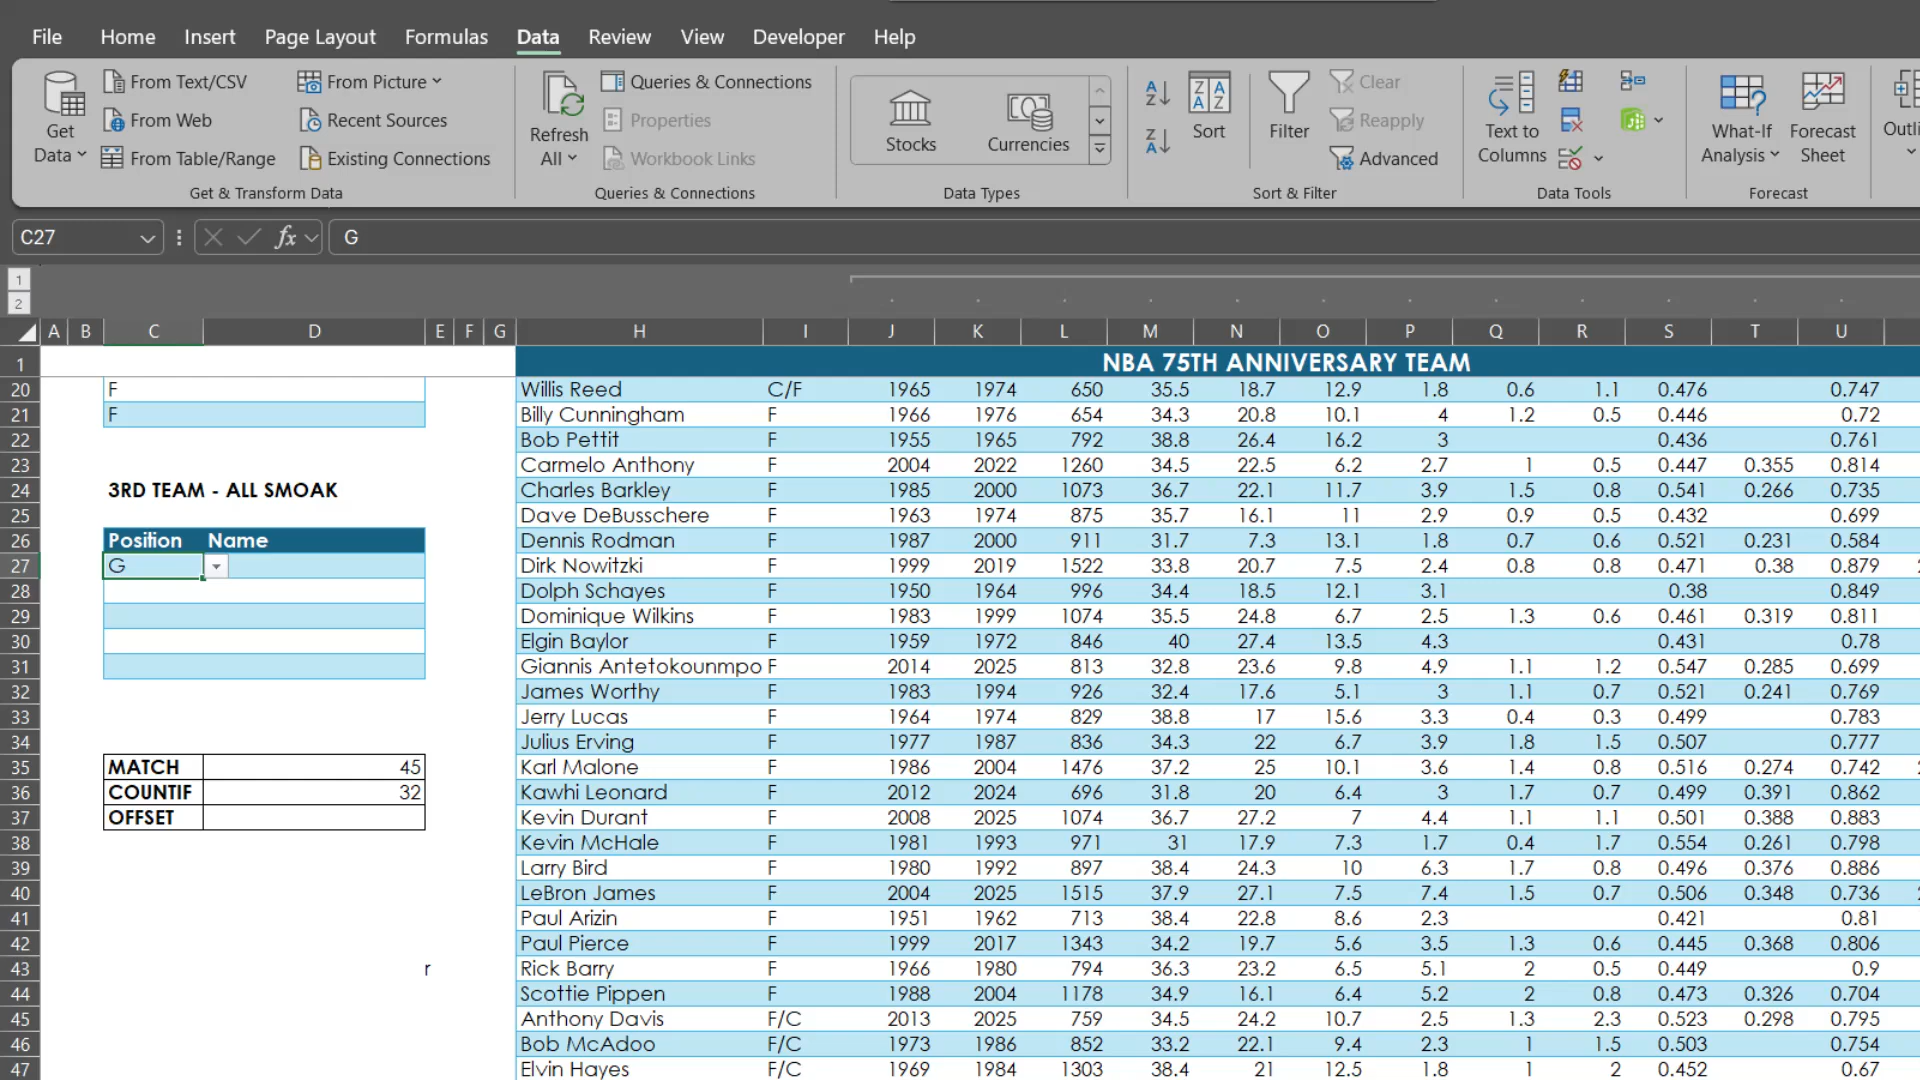 File Home Insert Page Layout Formulas Data Review View Developer Help
Get Data
From Text/CSV
From Web
From Table/Range
From Picture
Recent Sources
Existing Connections
Get & Transform Data
Refresh All
Queries & Connections
Properties
Workbook Links
Queries & Connections
Stocks
Currencies
Data Types
Sort
Filter
Clear
Reapply
Advanced
Sort & Filter
Text to Columns
Data Tools
What-If Analysis
Forecast Sheet
Forecast
Outli
C27 fx G
1
2
A B C D E F G H I J K L M N O P Q R S T U
1 NBA 75TH ANNIVERSARY TEAM
20 F Willis Reed C/F 1965 1974 650 35.5 18.7 12.9 1.8 0.6 1.1 0.476 0.747
21 F Billy Cunningham F 1966 1976 654 34.3 20.8 10.1 4 1.2 0.5 0.446 0.72
22 Bob Pettit F 1955 1965 792 38.8 26.4 16.2 3 0.436 0.761
23 Carmelo Anthony F 2004 2022 1260 34.5 22.5 6.2 2.7 1 0.5 0.447 0.355 0.814
24 3RD TEAM - ALL SMOAK Charles Barkley F 1985 2000 1073 36.7 22.1 11.7 3.9 1.5 0.8 0.541 0.266 0.735
25 Dave DeBusschere F 1963 1974 875 35.7 16.1 11 2.9 0.9 0.5 0.432 0.699
26 Position Name Dennis Rodman F 1987 2000 911 31.7 7.3 13.1 1.8 0.7 0.6 0.521 0.231 0.584
27 G Dirk Nowitzki F 1999 2019 1522 33.8 20.7 7.5 2.4 0.8 0.8 0.471 0.38 0.879
28 Dolph Schayes F 1950 1964 996 34.4 18.5 12.1 3.1 0.38 0.849
29 Dominique Wilkins F 1983 1999 1074 35.5 24.8 6.7 2.5 1.3 0.6 0.461 0.319 0.811
30 Elgin Baylor F 1959 1972 846 40 27.4 13.5 4.3 0.431 0.78
31 Giannis Antetokounmpo F 2014 2025 813 32.8 23.6 9.8 4.9 1.1 1.2 0.547 0.285 0.699
32 James Worthy F 1983 1994 926 32.4 17.6 5.1 3 1.1 0.7 0.521 0.241 0.769
33 Jerry Lucas F 1964 1974 829 38.8 17 15.6 3.3 0.4 0.3 0.499 0.783
34 Julius Erving F 1977 1987 836 34.3 22 6.7 3.9 1.8 1.5 0.507 0.777
35 MATCH 45 Karl Malone F 1986 2004 1476 37.2 25 10.1 3.6 1.4 0.8 0.516 0.274 0.742
36 COUNTIF 32 Kawhi Leonard F 2012 2024 696 31.8 20 6.4 3 1.7 0.7 0.499 0.391 0.862
37 OFFSET Kevin Durant F 2008 2025 1074 36.7 27.2 7 4.4 1.1 1.1 0.501 0.388 0.883
38 Kevin McHale F 1981 1993 971 31 17.9 7.3 1.7 0.4 1.7 0.554 0.261 0.798
39 Larry Bird F 1980 1992 897 38.4 24.3 10 6.3 1.7 0.8 0.496 0.376 0.886
40 LeBron James F 2004 2025 1515 37.9 27.1 7.5 7.4 1.5 0.7 0.506 0.348 0.736
41 Paul Arizin F 1951 1962 713 38.4 22.8 8.6 2.3 0.421 0.81
42 Paul Pierce F 1999 2017 1343 34.2 19.7 5.6 3.5 1.3 0.6 0.445 0.368 0.806
43 r Rick Barry F 1966 1980 794 36.3 23.2 6.5 5.1 2 0.5 0.449 0.9
44 Scottie Pippen F 1988 2004 1178 34.9 16.1 6.4 5.2 2 0.8 0.473 0.326 0.704
45 Anthony Davis F/C 2013 2025 759 34.5 24.2 10.7 2.5 1.3 2.3 0.523 0.298 0.795
46 Bob McAdoo F/C 1973 1986 852 33.2 22.1 9.4 2.3 1 1.5 0.503 0.754
47 Elvin Hayes F/C 1969 1984 1303 38.4 21 12.5 1.8 1 2 0.452 0.67